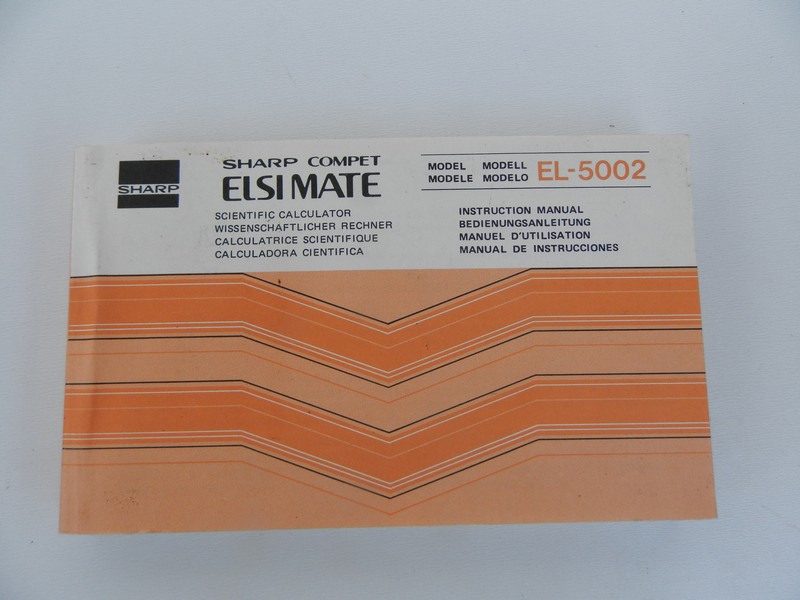 SHARP
SHARP COMPET
ELSI MATE
SCIENTIFIC CALCULATOR
WISSENSCHAFTLICHER RECHNER
CALCULATRICE SCIENTIFIQUE
CALCULADORA CIENTIFICA
MODEL MODELL
MODELE MODELO
EL-5002
INSTRUCTION MANUAL
BEDIENUNGSANLEITUNG
MANUEL D'UTILISATION
MANUAL DE INSTRUCCIONES